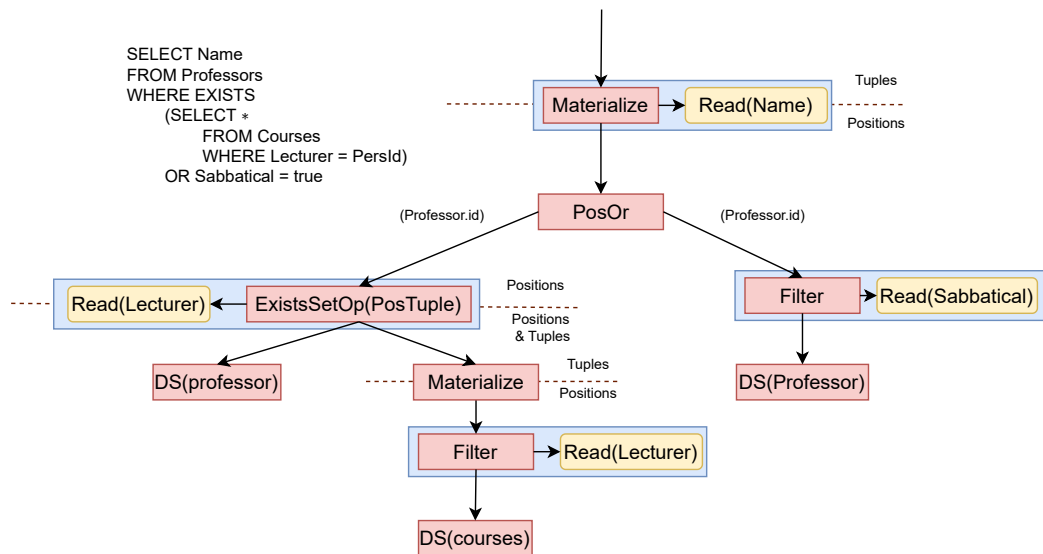 SELECT Name
FROM Professors
WHERE EXISTS
(SELECT *
FROM Courses
WHERE Lecturer = PersId)
OR Sabbatical = true
Tuples
Materialize
Read(Name)
Positions
PosOr
(Professor.id)
(Professor.id)
Read(Lecturer)
ExistsSetOp(PosTuple)
Positions
Positions
& Tuples
Filter
Read(Sabbatical)
DS(professor)
Materialize
Tuples
Positions
DS(Professor)
Filter
Read(Lecturer)
DS(courses)